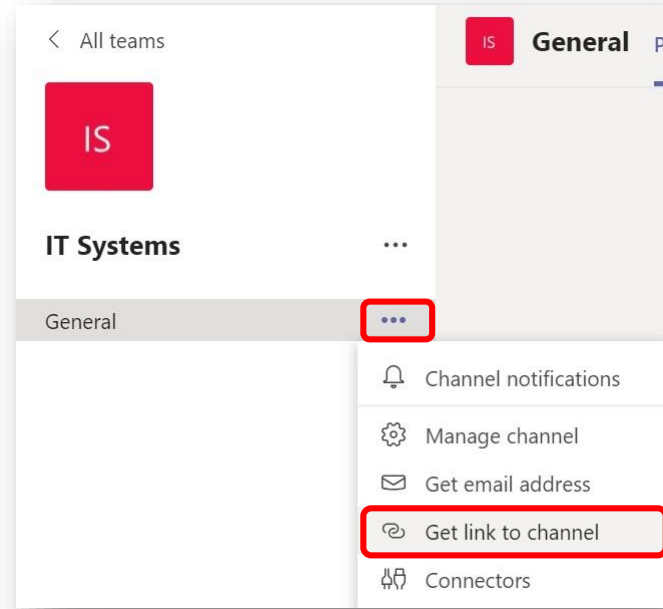 All teams
IS General P
IS
IT Systems ...
General ...
Channel notifications
Manage channel
Get email address
Get link to channel
Connectors